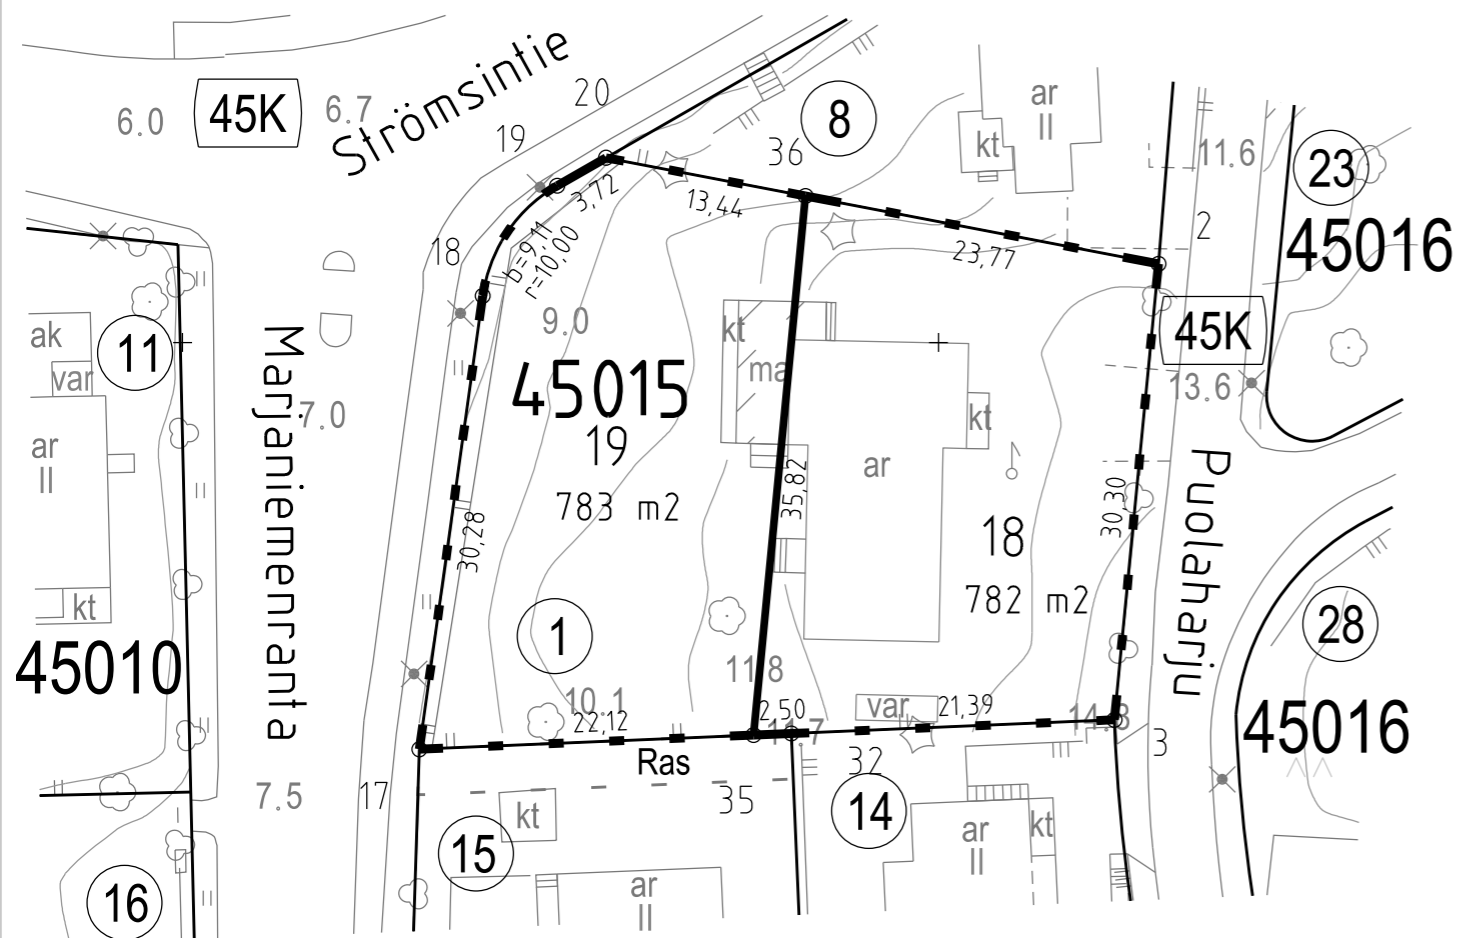 Strömsintie
20
19
6.0
45K
6.7
8
36
ar
II
kt
11.6
23
45016
2
3,72
13,44
23,77
b=9,11
r=10,00
18
9.0
ak
11
var
Marjaniemenranta
7.0
45015
19
783 m2
kt
ma
kt
45K
13.6
ar
II
ar
35,82
30,28
30,30
18
782 m2
Puolaharju
kt
45010
1
28
11.8
10.1
22,12
2,50
11.7
var
21,39
14.3
45016
Ras
32
3
7.5
17
35
kt
14
15
ar
II
kt
ar
II
16